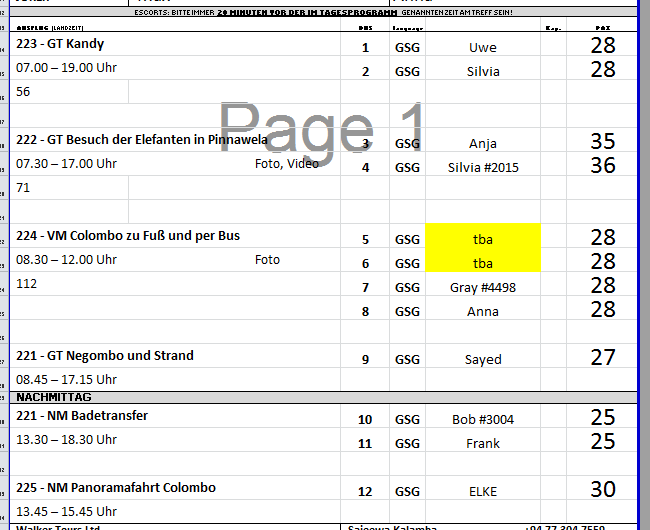 ESCORTS: BITTE IMMER 20 MINUTEN VOR DER IM TAGESPROGRAMM GENANNTEN ZEIT AM TREFF SEIN!
AUSFLUG (LANDZEIT) BUS language Kap. PAX
223 - GT Kandy 1 GSG Uwe 28
07.00 – 19.00 Uhr 2 GSG Silvia 28
56
Page 1
222 - GT Besuch der Elefanten in Pinnawela 3 GSG Anja 35
07.30 – 17.00 Uhr Foto, Video 4 GSG Silvia #2015 36
71
224 - VM Colombo zu Fuß und per Bus 5 GSG tba 28
08.30 – 12.00 Uhr Foto 6 GSG tba 28
112 7 GSG Gray #4498 28
8 GSG Anna 28
221 - GT Negombo und Strand 9 GSG Sayed 27
08.45 – 17.15 Uhr
NACHMITTAG
221 - NM Badetransfer 10 GSG Bob #3004 25
13.30 – 18.30 Uhr 11 GSG Frank 25
225 - NM Panoramafahrt Colombo 12 GSG ELKE 30
13.45 – 15.45 Uhr
Walker Tours Ltd